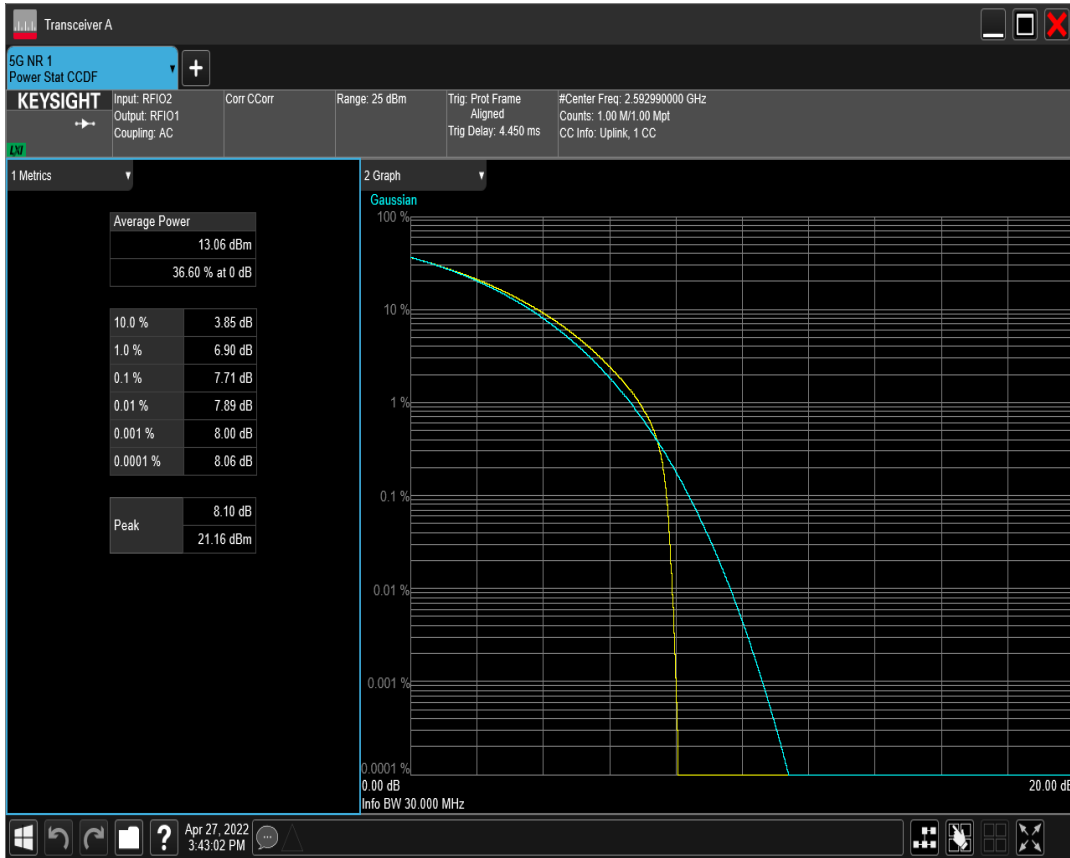 Transceiver A
5G NR 1
Power Stat CCDF
+
KEYSIGHT
LXI
Input: RFIO2
Output: RFIO1
Coupling: AC
Corr CCorr
Range: 25 dBm
Trig: Prot Frame
Aligned
Trig Delay: 4.450 ms
#Center Freq: 2.592990000 GHz
Counts: 1.00 M/1.00 Mpt
CC Info: Uplink, 1 CC
1 Metrics
Average Power
13.06 dBm
36.60 % at 0 dB
10.0 % 3.85 dB
1.0 % 6.90 dB
0.1 % 7.71 dB
0.01 % 7.89 dB
0.001 % 8.00 dB
0.0001 % 8.06 dB
Peak
8.10 dB
21.16 dBm
2 Graph
Gaussian
100 %
10 %
1 %
0.1 %
0.01 %
0.001 %
0.0001 %
0.00 dB 20.00 dB
Info BW 30.000 MHz
?
Apr 27, 2022
3:43:02 PM